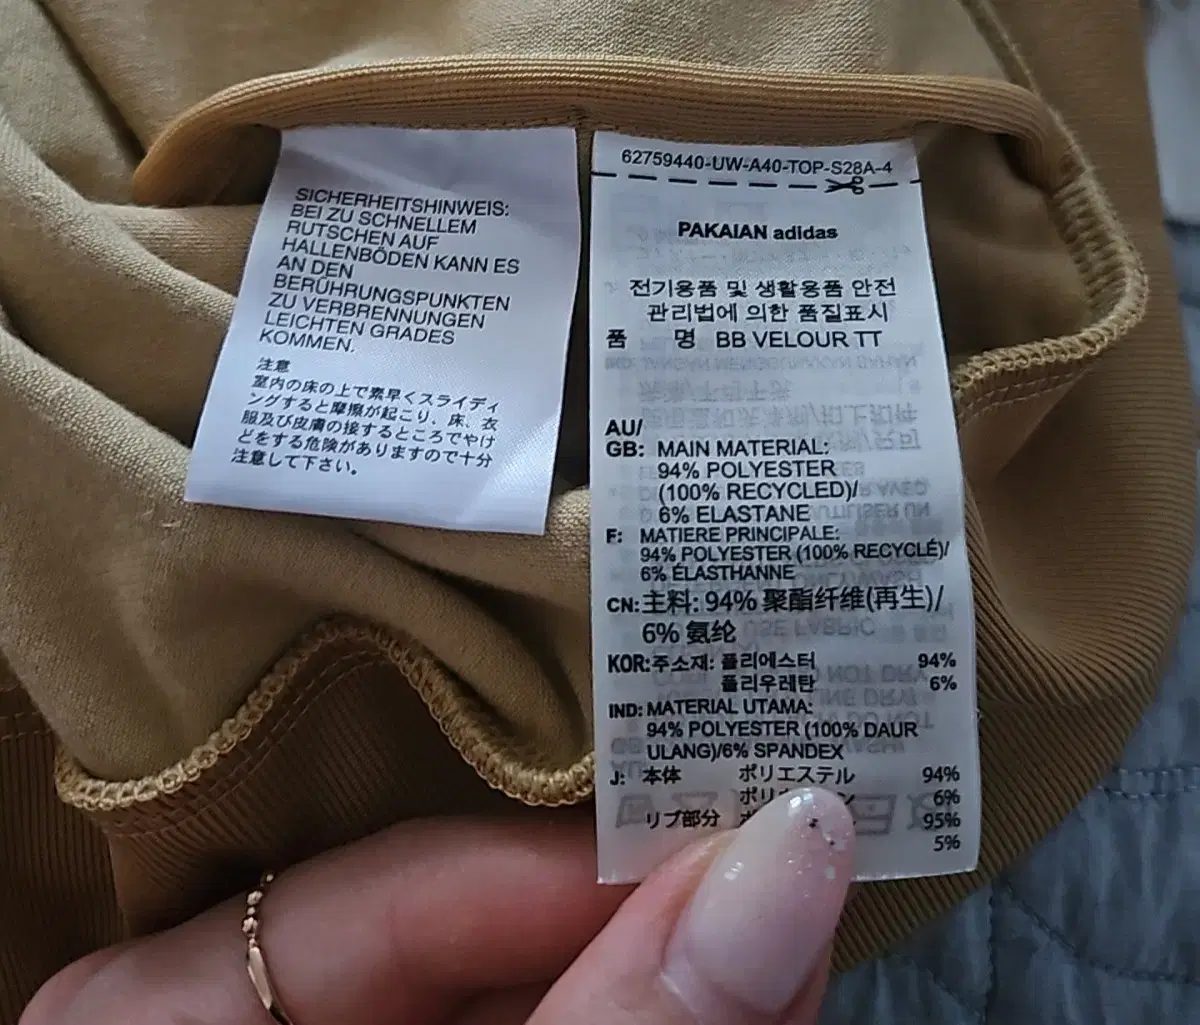 SICHERHEITSHINWEIS:
BEI ZU SCHNELLEM
RUTSCHEN AUF
HALLENBÖDEN KANN ES
AN DEN
BERÜHRUNGSPUNKTEN
ZU VERBRENNUNGEN
LEICHTEN GRADES
KOMMEN.
注意
室内の床の上で素早くスライディ
ングすると摩擦が起こり、床、衣
服及び皮膚の接するところでやけ
どをする危険がありますので十分
注意して下さい。
62759440-UW-A40-TOP-S28A-4
PAKAIAN adidas
전기용품 및 생활용품 안전
관리법에 의한 품질표시
품 명 BB VELOUR TT
AU/
GB: MAIN MATERIAL:
94% POLYESTER
(100% RECYCLED)/
6% ELASTANE
F: MATIERE PRINCIPALE:
94% POLYESTER (100% RECYCLÉ)/
6% ÉLASTHANNE
CN: 主料: 94% 聚酯纤维(再生)/
6% 氨纶
KOR: 주소재: 폴리에스터 94%
폴리우레탄 6%
IND: MATERIAL UTAMA:
94% POLYESTER (100% DAUR
ULANG)/6% SPANDEX
J: 本体 ポリエステル 94%
6%
リブ部分 95%
5%